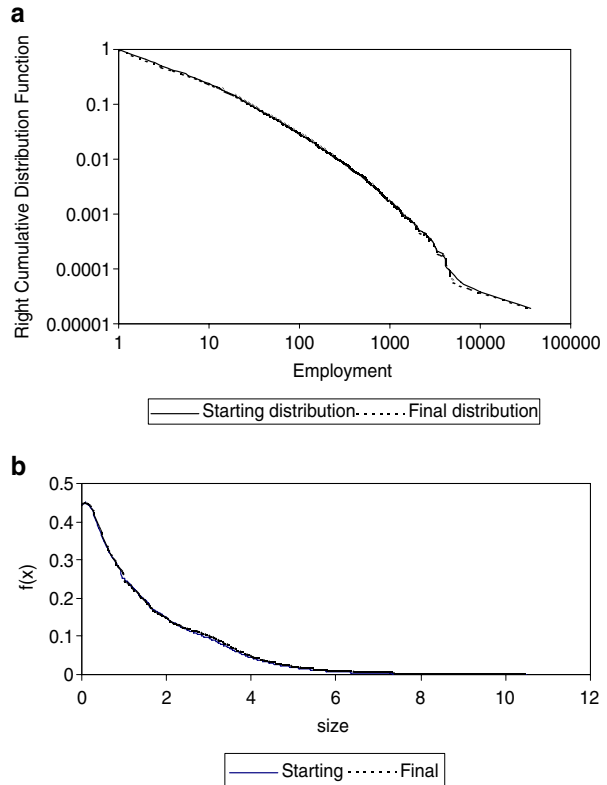 a
Right Cumulative Distribution Function
1
0.1
0.01
0.001
0.0001
0.00001
1 10 100 1000 10000 100000
Employment
Starting distribution Final distribution
b
f(x)
0.5
0.4
0.3
0.2
0.1
0
0 2 4 6 8 10 12
size
Starting Final